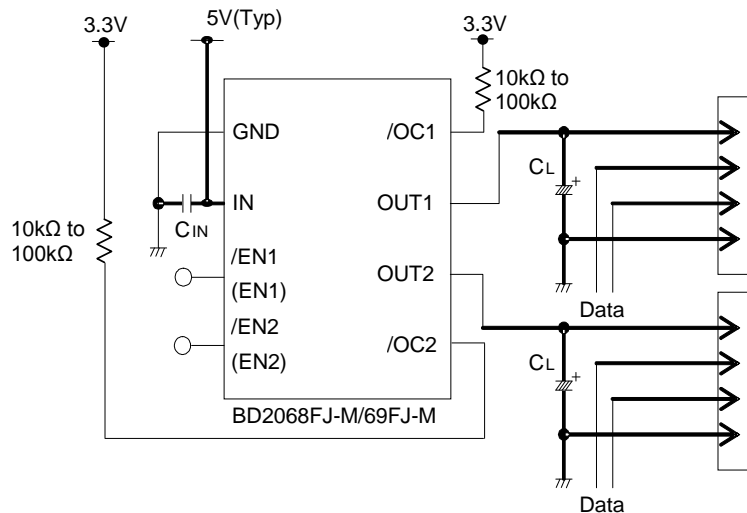 3.3V
5V(Typ)
3.3V
10kΩ to
100kΩ
GND
/OC1
CL
+
IN
OUT1
CIN
10kΩ to
100kΩ
/EN1
(EN1)
OUT2
Data
/EN2
(EN2)
/OC2
CL
+
BD2068FJ-M/69FJ-M
Data